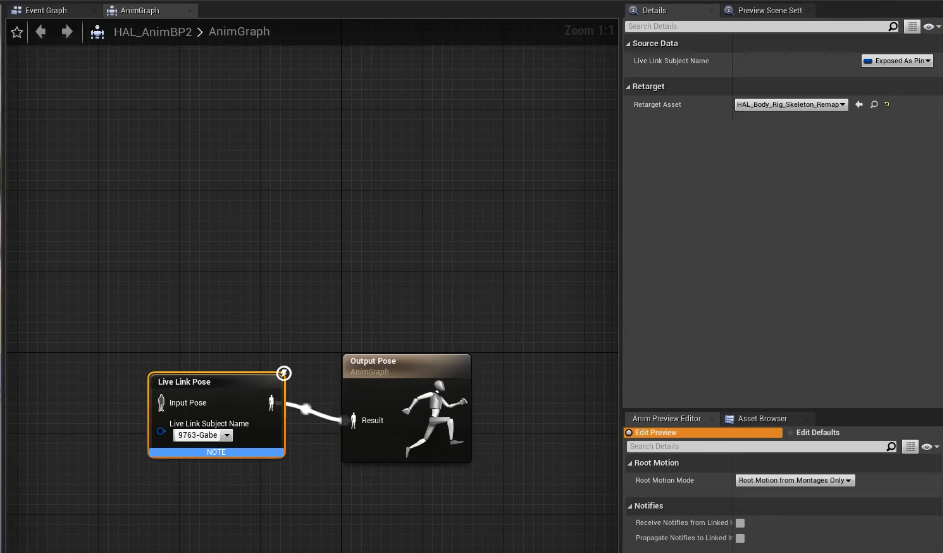 Event Graph
AnimGraph
HAL_AnimBP2 > AnimGraph
Zoom 1:1
Live Link Pose
Input Pose
Live Link Subject Name
9763-Gabe
NOTE
Output Pose
AnimGraph
Result
Details
Preview Scene Sett
Search Details
Source Data
Live Link Subject Name
Exposed As Pin
Retarget
Retarget Asset
HAL_Body_Rig_Skeleton_Remap
Anim Preview Editor
Asset Browser
Edit Preview
Edit Defaults
Search Details
Root Motion
Root Motion Mode
Root Motion from Montages Only
Notifies
Receive Notifies from Linked
Propagate Notifies to Linked